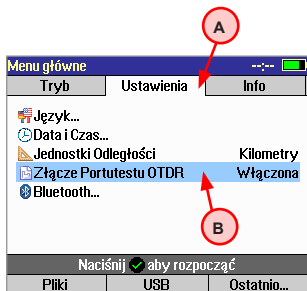 A
Menu główne --:--
Tryb Ustawienia Info
Język...
Data i Czas...
Jednostki Odległości Kilometry
Złącze Portutestu OTDR Włączona
Bluetooth...
B
Naciśnij aby rozpocząć
Pliki USB Ostatnio...